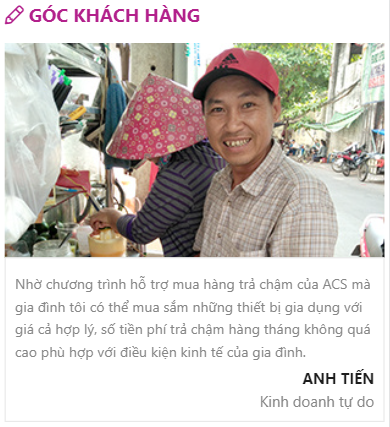 GÓC KHÁCH HÀNG
Nhờ chương trình hỗ trợ mua hàng trả chậm của ACS mà
gia đình tôi có thể mua sắm những thiết bị gia dụng với
giá cả hợp lý, số tiền phí trả chậm hàng tháng không quá
cao phù hợp với điều kiện kinh tế của gia đình.
ANH TIẾN
Kinh doanh tự do